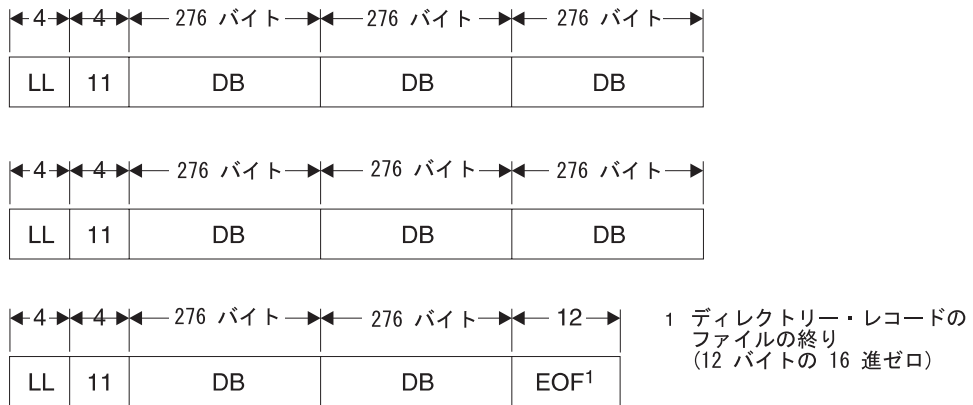 4 4 276 バイト 276 バイト 276 バイト
LL 11 DB DB DB
4 4 276 バイト 276 バイト 276 バイト
LL 11 DB DB DB
4 4 276 バイト 276 バイト 12
LL 11 DB DB EOF1
1 ディレクトリー・レコードの
ファイルの終り
(12 バイトの 16 進ゼロ)